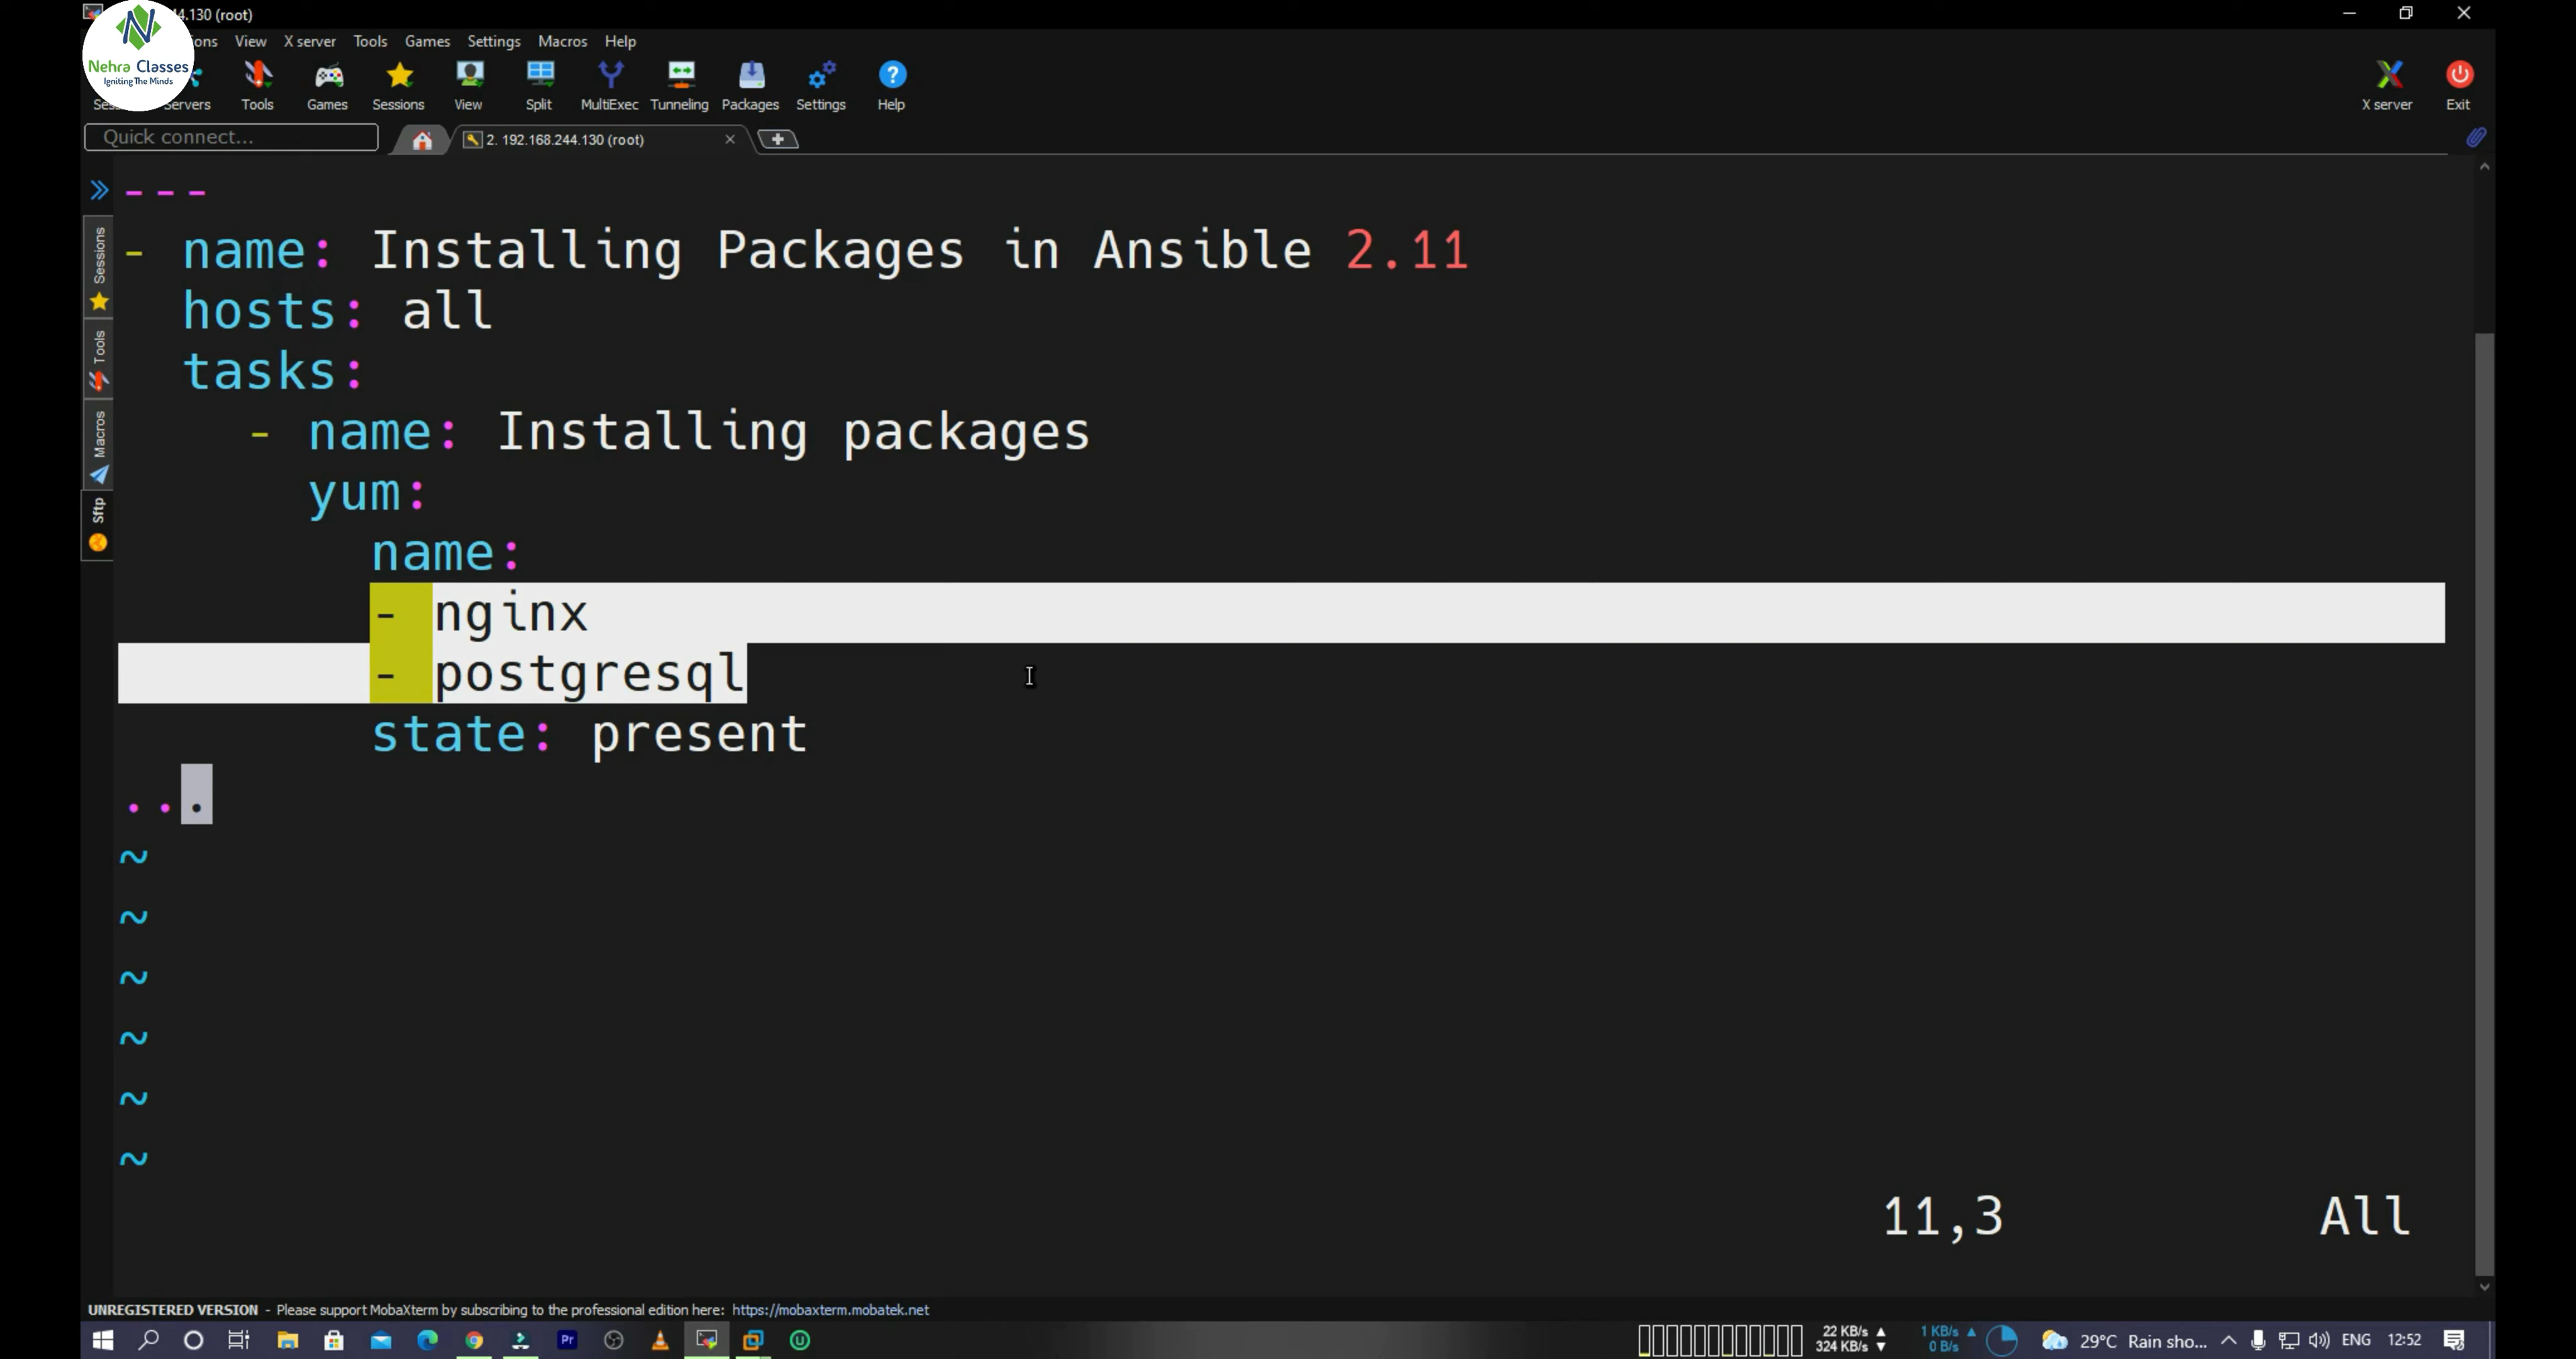 44.130 (root)
ions View X server Tools Games Settings Macros Help
Nehra Classes
Igniting The Minds
Servers Tools Games Sessions View Split MultiExec Tunneling Packages Settings Help X server Exit
Quick connect... 2. 192.168.244.130 (root)
---
- name: Installing Packages in Ansible 2.11
hosts: all
tasks:
- name: Installing packages
yum:
name:
- nginx
- postgresql
state: present
...
~
~
~
~
~
~
11,3 All
Sessions
Tools
Macros
Sftp
UNREGISTERED VERSION - Please support MobaXterm by subscribing to the professional edition here: https://mobaxterm.mobatek.net
22 KB/s 1 KB/s 29°C Rain sho... ENG 12:52
324 KB/s 0 B/s